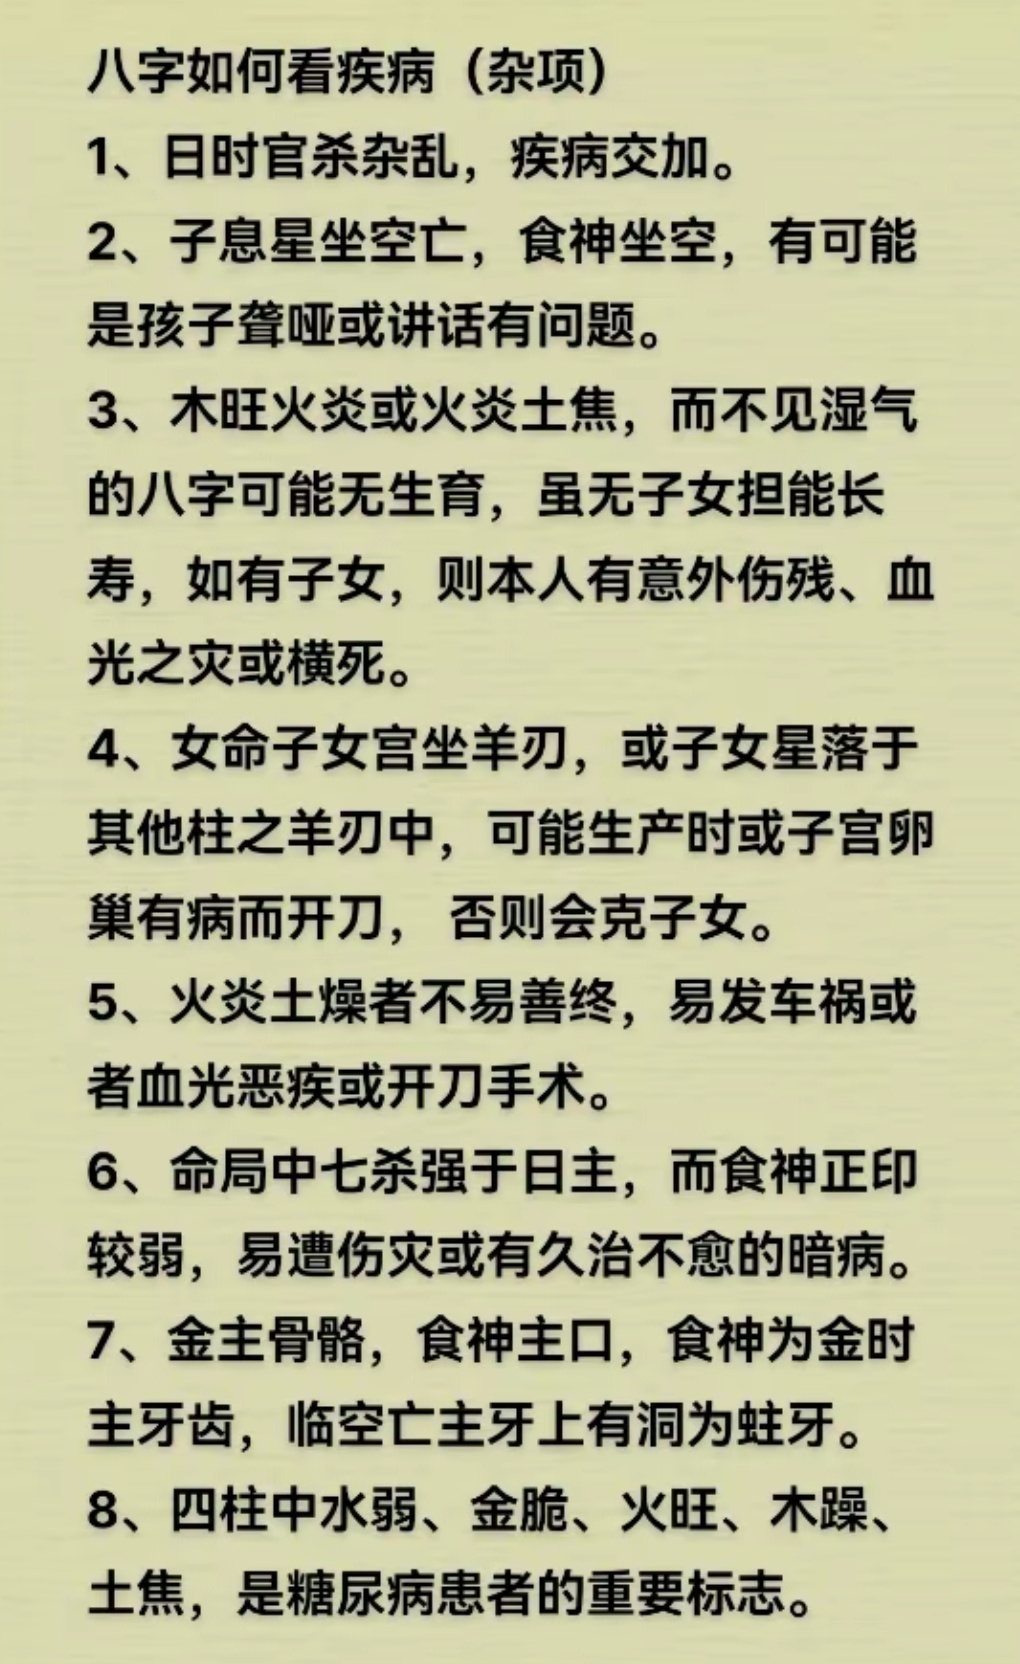 八字如何看疾病（杂项）
1、日时官杀杂乱，疾病交加。
2、子息星坐空亡，食神坐空，有可能
是孩子聋哑或讲话有问题。
3、木旺火炎或火炎土焦，而不见湿气
的八字可能无生育，虽无子女担能长
寿，如有子女，则本人有意外伤残、血
光之灾或横死。
4、女命子女宫坐羊刃，或子女星落于
其他柱之羊刃中，可能生产时或子宫卵
巢有病而开刀， 否则会克子女。
5、火炎土燥者不易善终，易发车祸或
者血光恶疾或开刀手术。
6、命局中七杀强于日主，而食神正印
较弱，易遭伤灾或有久治不愈的暗病。
7、金主骨骼，食神主口，食神为金时
主牙齿，临空亡主牙上有洞为蛀牙。
8、四柱中水弱、金脆、火旺、木躁、
土焦，是糖尿病患者的重要标志。